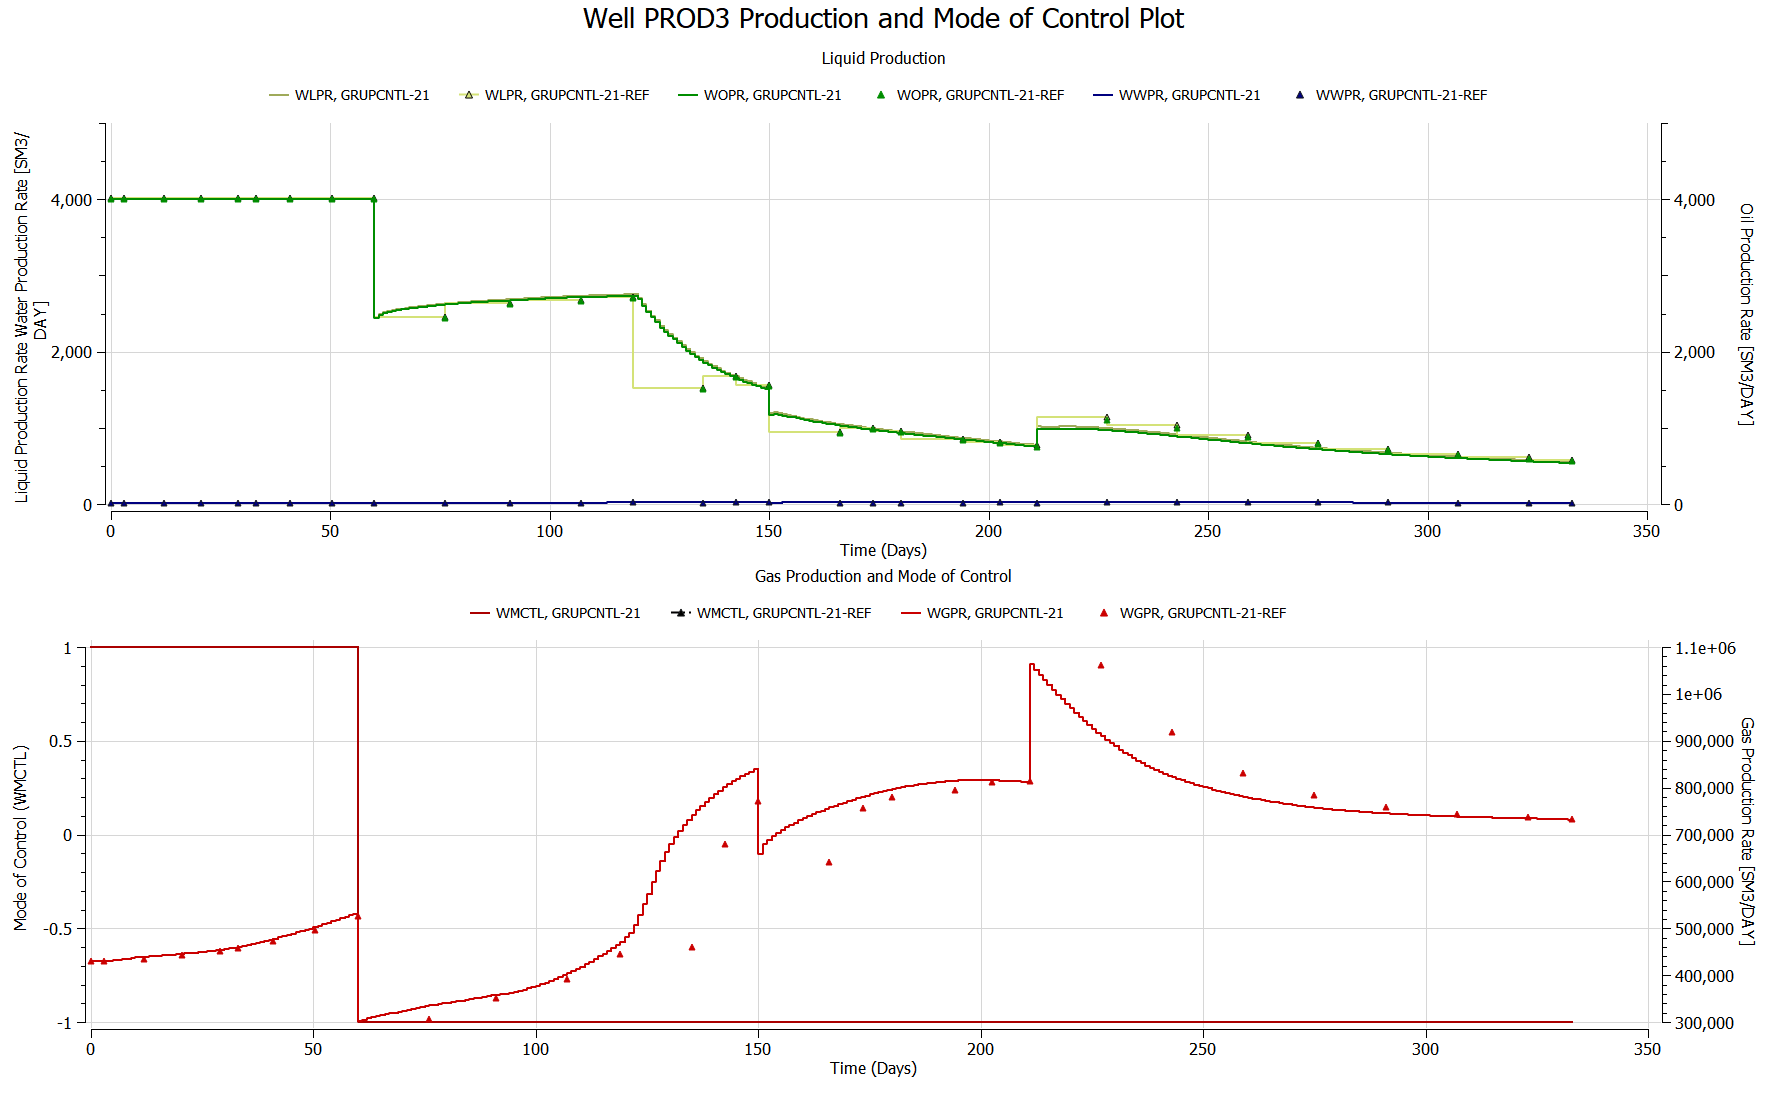 Well PROD3 Production and Mode of Control Plot
Liquid Production
WLPR, GRUPCNTL-21
WLPR, GRUPCNTL-21-REF
WOPR, GRUPCNTL-21
WOPR, GRUPCNTL-21-REF
WWPR, GRUPCNTL-21
WWPR, GRUPCNTL-21-REF
Liquid Production Rate Water Production Rate [SM3/
DAY]
4,000
2,000
0
4,000
2,000
0
Oil Production Rate [SM3/DAY]
0
50
100
150
200
250
300
350
Time (Days)
Gas Production and Mode of Control
WMCTL, GRUPCNTL-21
WMCTL, GRUPCNTL-21-REF
WGPR, GRUPCNTL-21
WGPR, GRUPCNTL-21-REF
Mode of Control (WMCTL)
1
0.5
0
-0.5
-1
1.1e+06
1e+06
900,000
800,000
700,000
600,000
500,000
400,000
300,000
Gas Production Rate [SM3/DAY]
0
50
100
150
200
250
300
350
Time (Days)